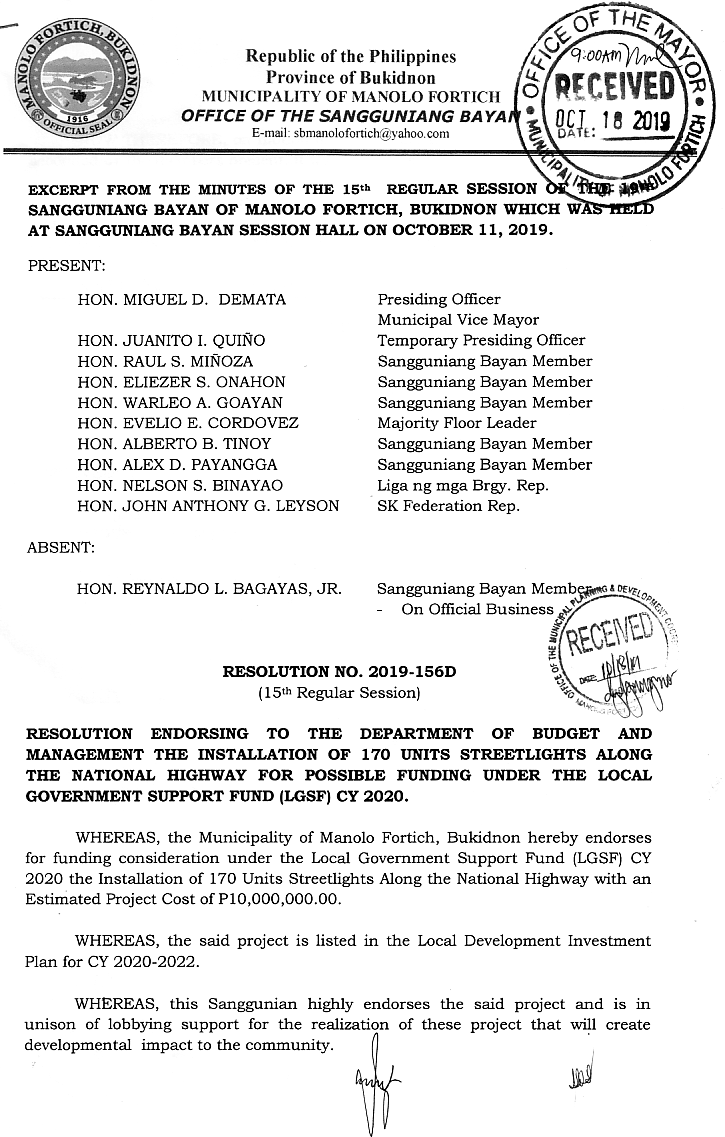 MANOLO FORTICH, BUKIDNON
1916
OFFICIAL SEAL
Republic of the Philippines
Province of Bukidnon
MUNICIPALITY OF MANOLO FORTICH
OFFICE OF THE SANGGUNIANG BAYAN
E-mail: sbmanolofortich@yahoo.com
OFFICE OF THE MAYOR
9:00AM
RECEIVED
OCT 18 2019
DATE:
MUNICIPALITY OF MANOLO FORTICH
EXCERPT FROM THE MINUTES OF THE 15th REGULAR SESSION OF THE 19th
SANGGUNIANG BAYAN OF MANOLO FORTICH, BUKIDNON WHICH WAS HELD
AT SANGGUNIANG BAYAN SESSION HALL ON OCTOBER 11, 2019.
PRESENT:
HON. MIGUEL D. DEMATA Presiding Officer
Municipal Vice Mayor
HON. JUANITO I. QUIÑO Temporary Presiding Officer
HON. RAUL S. MIÑOZA Sangguniang Bayan Member
HON. ELIEZER S. ONAHON Sangguniang Bayan Member
HON. WARLEO A. GOAYAN Sangguniang Bayan Member
HON. EVELIO E. CORDOVEZ Majority Floor Leader
HON. ALBERTO B. TINOY Sangguniang Bayan Member
HON. ALEX D. PAYANGGA Sangguniang Bayan Member
HON. NELSON S. BINAYAO Liga ng mga Brgy. Rep.
HON. JOHN ANTHONY G. LEYSON SK Federation Rep.
ABSENT:
HON. REYNALDO L. BAGAYAS, JR. Sangguniang Bayan Member
- On Official Business
OFFICE OF THE MUNICIPAL PLANNING & DEVELOPMENT
RECEIVED
DATE: 10/18/19
RESOLUTION NO. 2019-156D
(15th Regular Session)
RESOLUTION ENDORSING TO THE DEPARTMENT OF BUDGET AND
MANAGEMENT THE INSTALLATION OF 170 UNITS STREETLIGHTS ALONG
THE NATIONAL HIGHWAY FOR POSSIBLE FUNDING UNDER THE LOCAL
GOVERNMENT SUPPORT FUND (LGSF) CY 2020.
WHEREAS, the Municipality of Manolo Fortich, Bukidnon hereby endorses
for funding consideration under the Local Government Support Fund (LGSF) CY
2020 the Installation of 170 Units Streetlights Along the National Highway with an
Estimated Project Cost of P10,000,000.00.
WHEREAS, the said project is listed in the Local Development Investment
Plan for CY 2020-2022.
WHEREAS, this Sanggunian highly endorses the said project and is in
unison of lobbying support for the realization of these project that will create
developmental impact to the community.